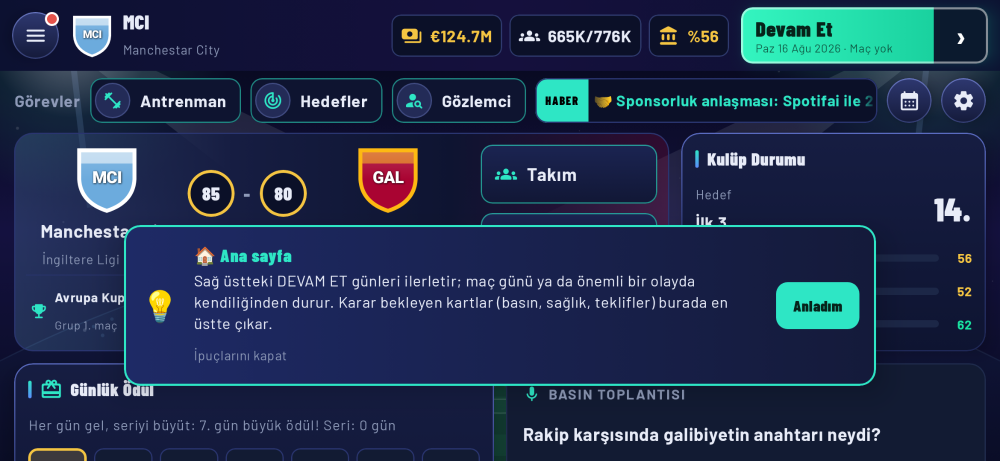 MCI
MCI
Manchestar City
€124.7M
665K/776K
%56
Devam Et
Paz 16 Ağu 2026 · Maç yok
Görevler
Antrenman
Hedefler
Gözlemci
HABER
Sponsorluk anlaşması: Spotifai ile 2
MCI
85 - 80
GAL
Takım
Kulüp Durumu
Hedef
İlk 3
14.
İngiltere Ligi
Avrupa Kup
Grup 1. maç
56
52
62
Ana sayfa
Sağ üstteki DEVAM ET günleri ilerletir; maç günü ya da önemli bir olayda
kendiliğinden durur. Karar bekleyen kartlar (basın, sağlık, teklifler) burada en
üstte çıkar.
İpuçlarını kapat
Anladım
Günlük Ödül
Her gün gel, seriyi büyüt: 7. gün büyük ödül! Seri: 0 gün
BASIN TOPLANTISI
Rakip karşısında galibiyetin anahtarı neydi?